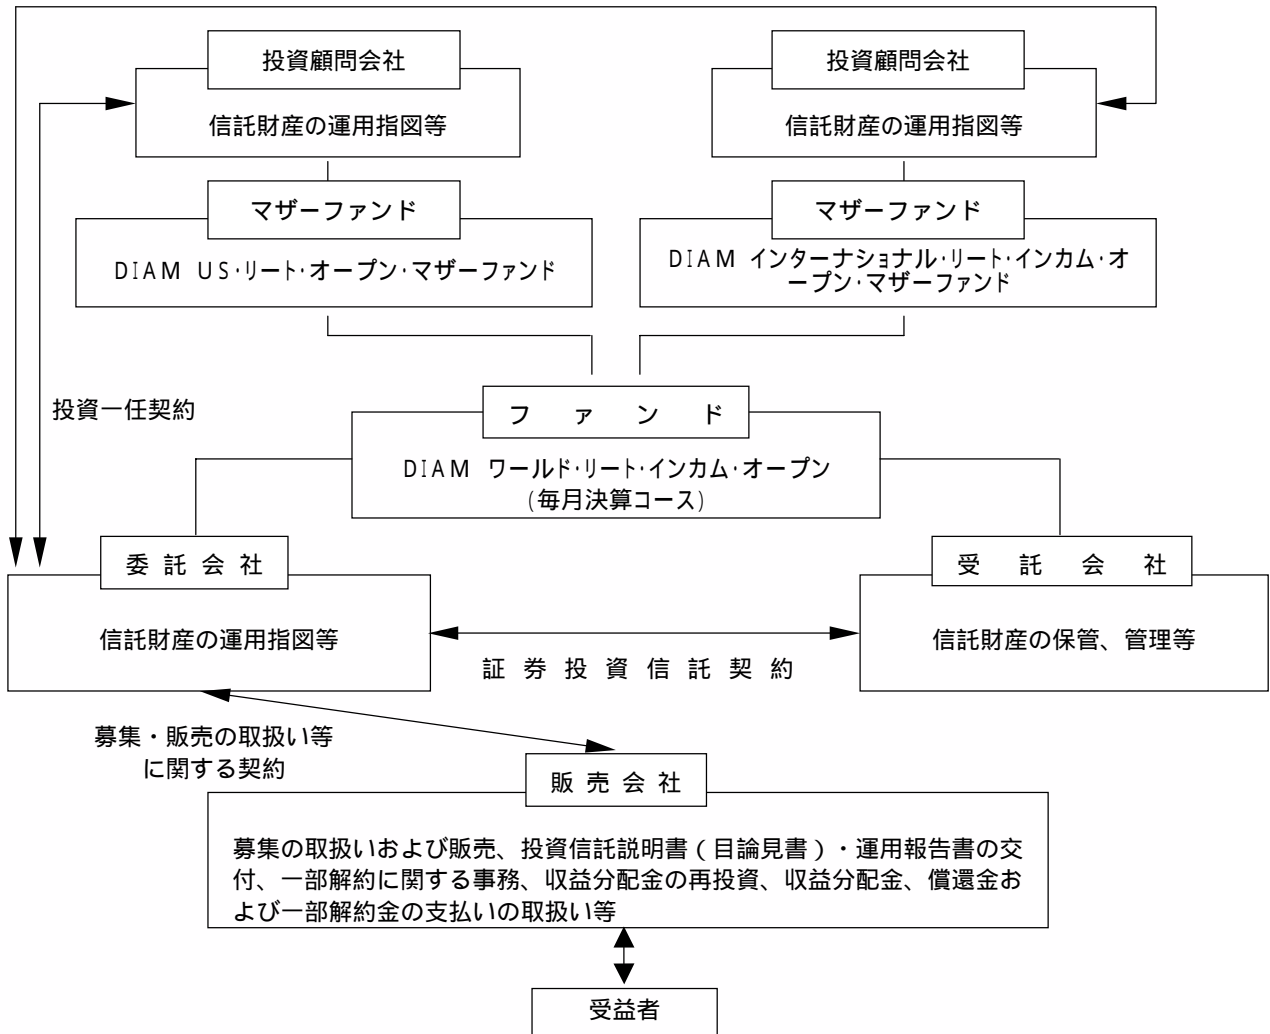 投資顧問会社
信託財産の運用指図等
投資顧問会社
信託財産の運用指図等
マザーファンド
DIAM US・リート・オープン・マザーファンド
マザーファンド
DIAM インターナショナル・リート・インカム・オ
ープン・マザーファンド
投資一任契約
ファンド
DIAM ワールド・リート・インカム・オープン
(毎月決算コース)
委託会社
信託財産の運用指図等
受託会社
信託財産の保管、管理等
証券投資信託契約
募集・販売の取扱い等
に関する契約
販売会社
募集の取扱いおよび販売、投資信託説明書(目論見書)・運用報告書の交
付、一部解約に関する事務、収益分配金の再投資、収益分配金、償還金お
よび一部解約金の支払いの取扱い等
受益者